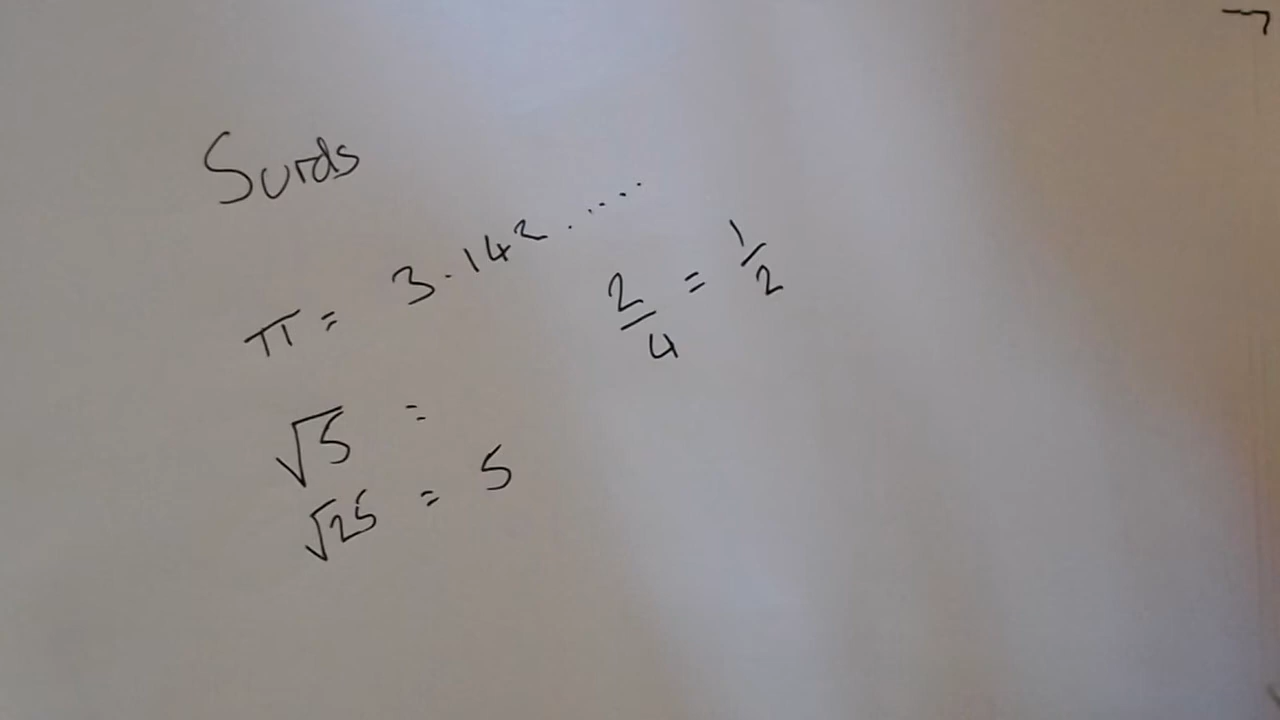 Surds
π = 3.142.....
2/4 = 1/2
√5 =
√25 = 5